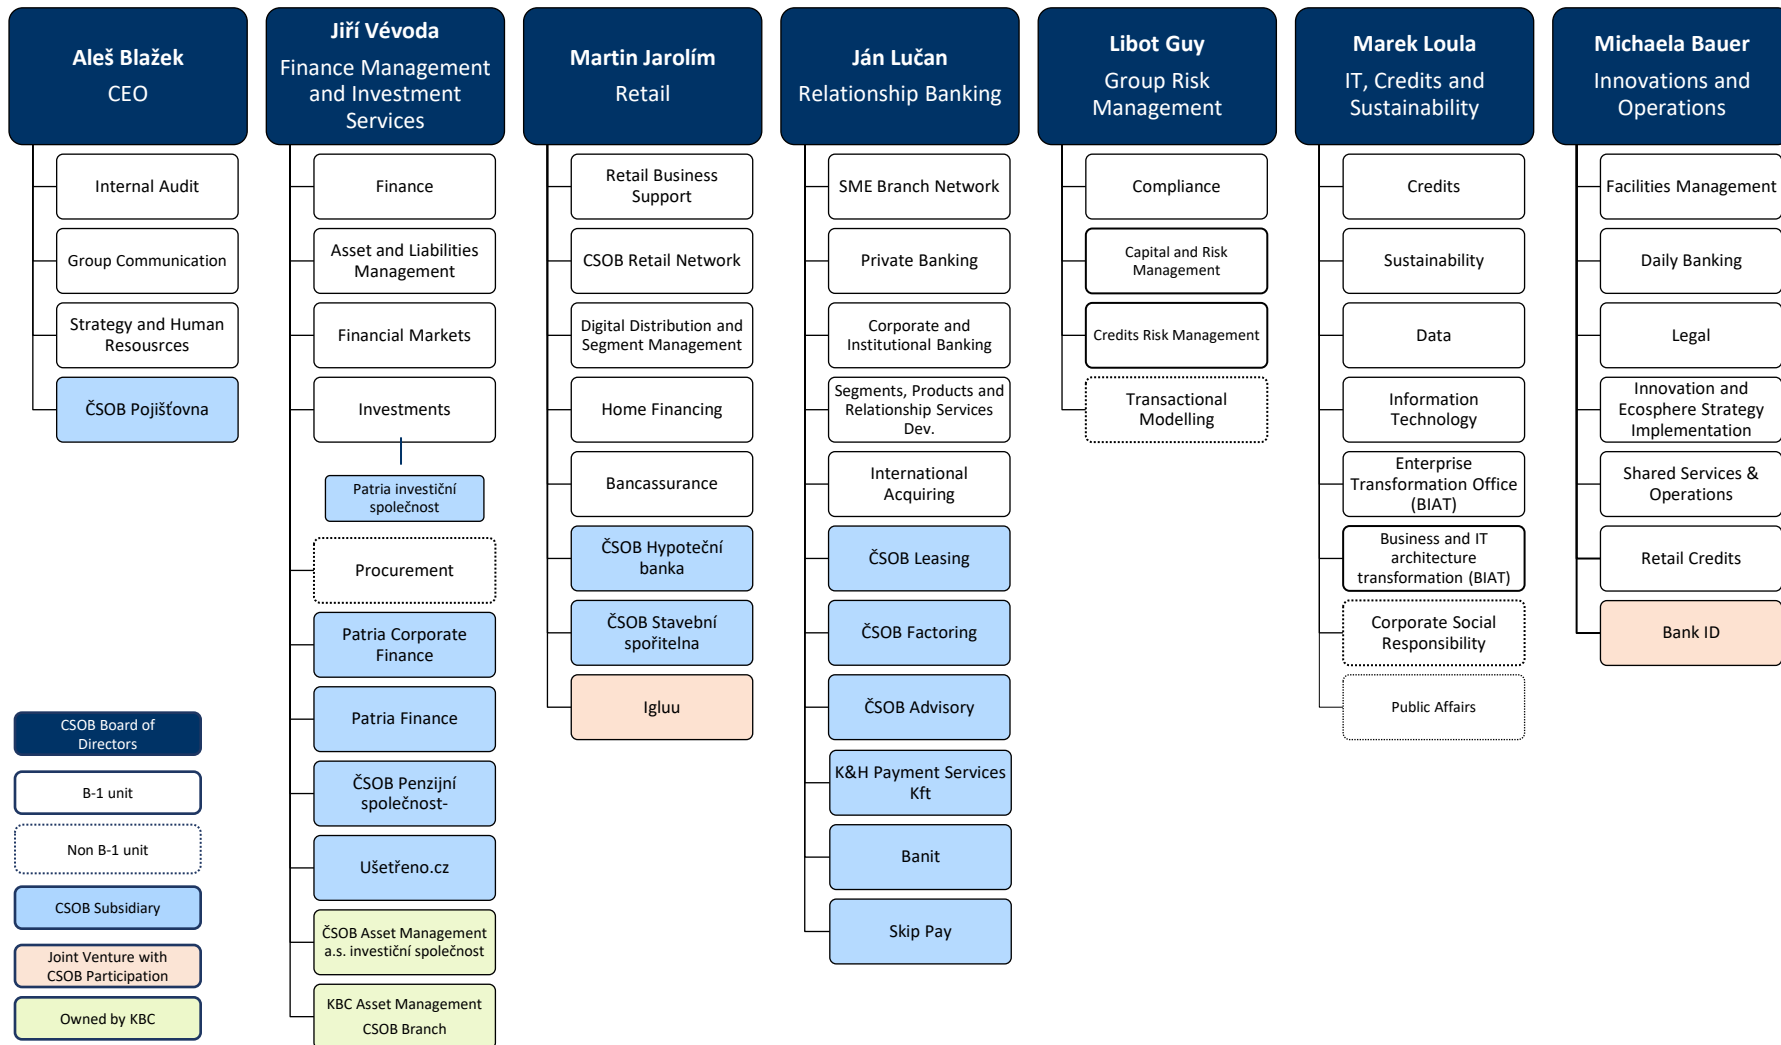 Aleš Blažek
CEO
Internal Audit
Group Communication
Strategy and Human
Resousrces
ČSOB Pojišťovna
Jiří Vévoda
Finance Management
and Investment
Services
Finance
Asset and Liabilities
Management
Financial Markets
Investments
Patria investiční
společnost
Procurement
Patria Corporate
Finance
Patria Finance
ČSOB Penzijní
společnost-
Ušetřeno.cz
ČSOB Asset Management
a.s. investiční společnost
KBC Asset Management
CSOB Branch
Martin Jarolím
Retail
Retail Business
Support
CSOB Retail Network
Digital Distribution and
Segment Management
Home Financing
Bancassurance
ČSOB Hypoteční
banka
ČSOB Stavební
spořitelna
Igluu
Ján Lučan
Relationship Banking
SME Branch Network
Private Banking
Corporate and
Institutional Banking
Segments, Products and
Relationship Services
Dev.
International
Acquiring
ČSOB Leasing
ČSOB Factoring
ČSOB Advisory
K&H Payment Services
Kft
Banit
Skip Pay
Libot Guy
Group Risk
Management
Compliance
Capital and Risk
Management
Credits Risk Management
Transactional
Modelling
Marek Loula
IT, Credits and
Sustainability
Credits
Sustainability
Data
Information
Technology
Enterprise
Transformation Office
(BIAT)
Business and IT
architecture
transformation (BIAT)
Corporate Social
Responsibility
Public Affairs
Michaela Bauer
Innovations and
Operations
Facilities Management
Daily Banking
Legal
Innovation and
Ecosphere Strategy
Implementation
Shared Services &
Operations
Retail Credits
Bank ID
CSOB Board of
Directors
B-1 unit
Non B-1 unit
CSOB Subsidiary
Joint Venture with
CSOB Participation
Owned by KBC